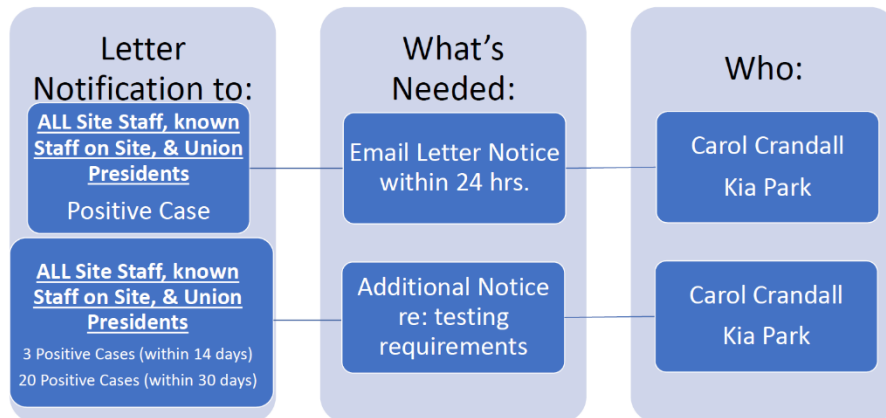 Letter
Notification to:
ALL Site Staff, known
Staff on Site, & Union
Presidents
Positive Case
ALL Site Staff, known
Staff on Site, & Union
Presidents
3 Positive Cases (within 14 days)
20 Positive Cases (within 30 days)
What's
Needed:
Email Letter Notice
within 24 hrs.
Additional Notice
re: testing
requirements
Who:
Carol Crandall
Kia Park
Carol Crandall
Kia Park